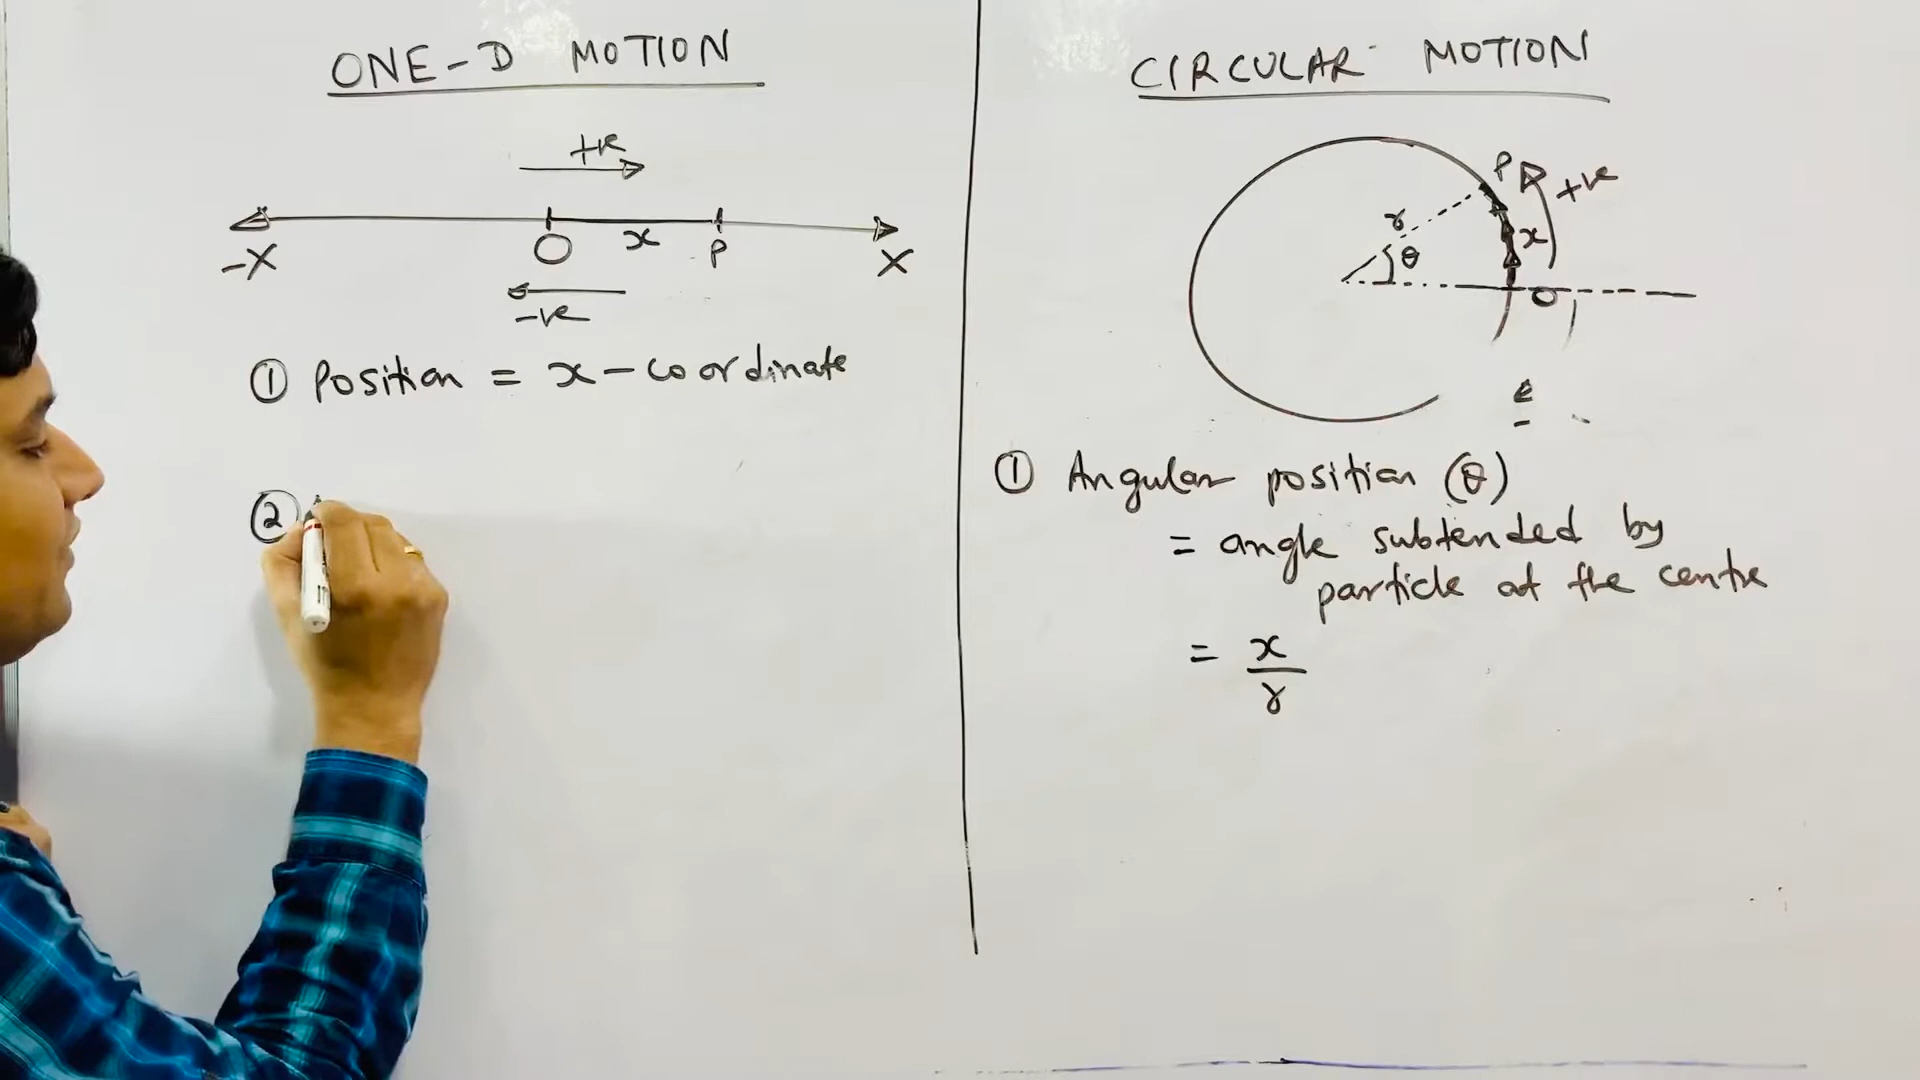 ONE-D MOTION
+ve
-X O x P X
-ve
① Position = x-coordinate
②
CIRCULAR MOTION
P +ve
r θ x
O
① Angular position (θ)
= angle subtended by
particle at the centre
= x/r